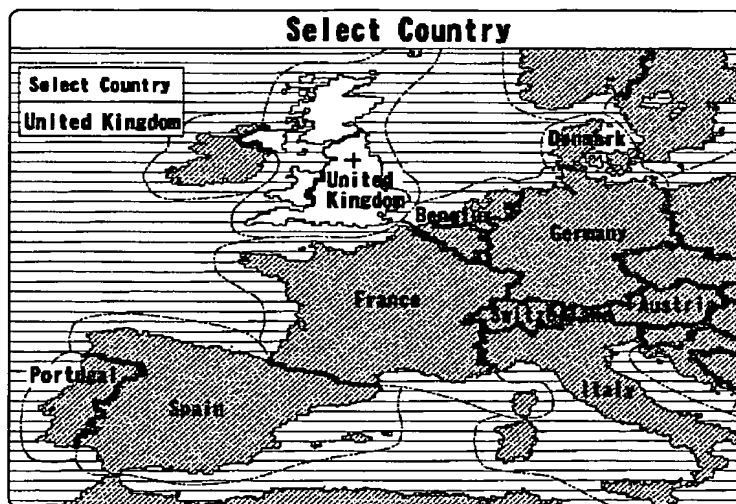 Select Country
Select Country
United Kingdom
Denmark
United
Kingdom
Benelux
Germany
France
Switzerland
Austria
Portugal
Spain
Italy